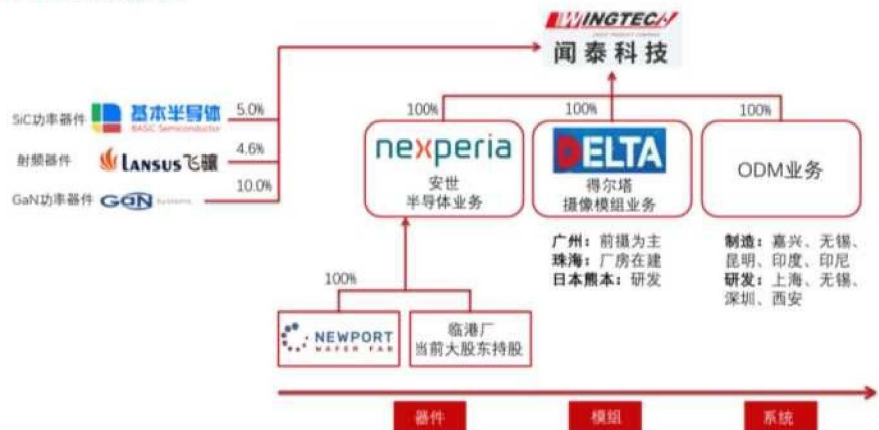 WINGTECH
闻泰科技
SiC功率器件
基本半导体
BASiC Semiconductor
5.0%
射频器件
LANSUS飞骧
4.6%
GaN功率器件
GaN Systems
10.0%
100%
100%
100%
nexperia
安世
半导体业务
DELTA
得尔塔
摄像模组业务
ODM业务
广州：前摄为主
珠海：厂房在建
日本熊本：研发
制造：嘉兴、无锡、
昆明、印度、印尼
研发：上海、无锡、
深圳、西安
100%
NEWPORT
WAFER FAB
临港厂
当前大股东持股
器件
模组
系统